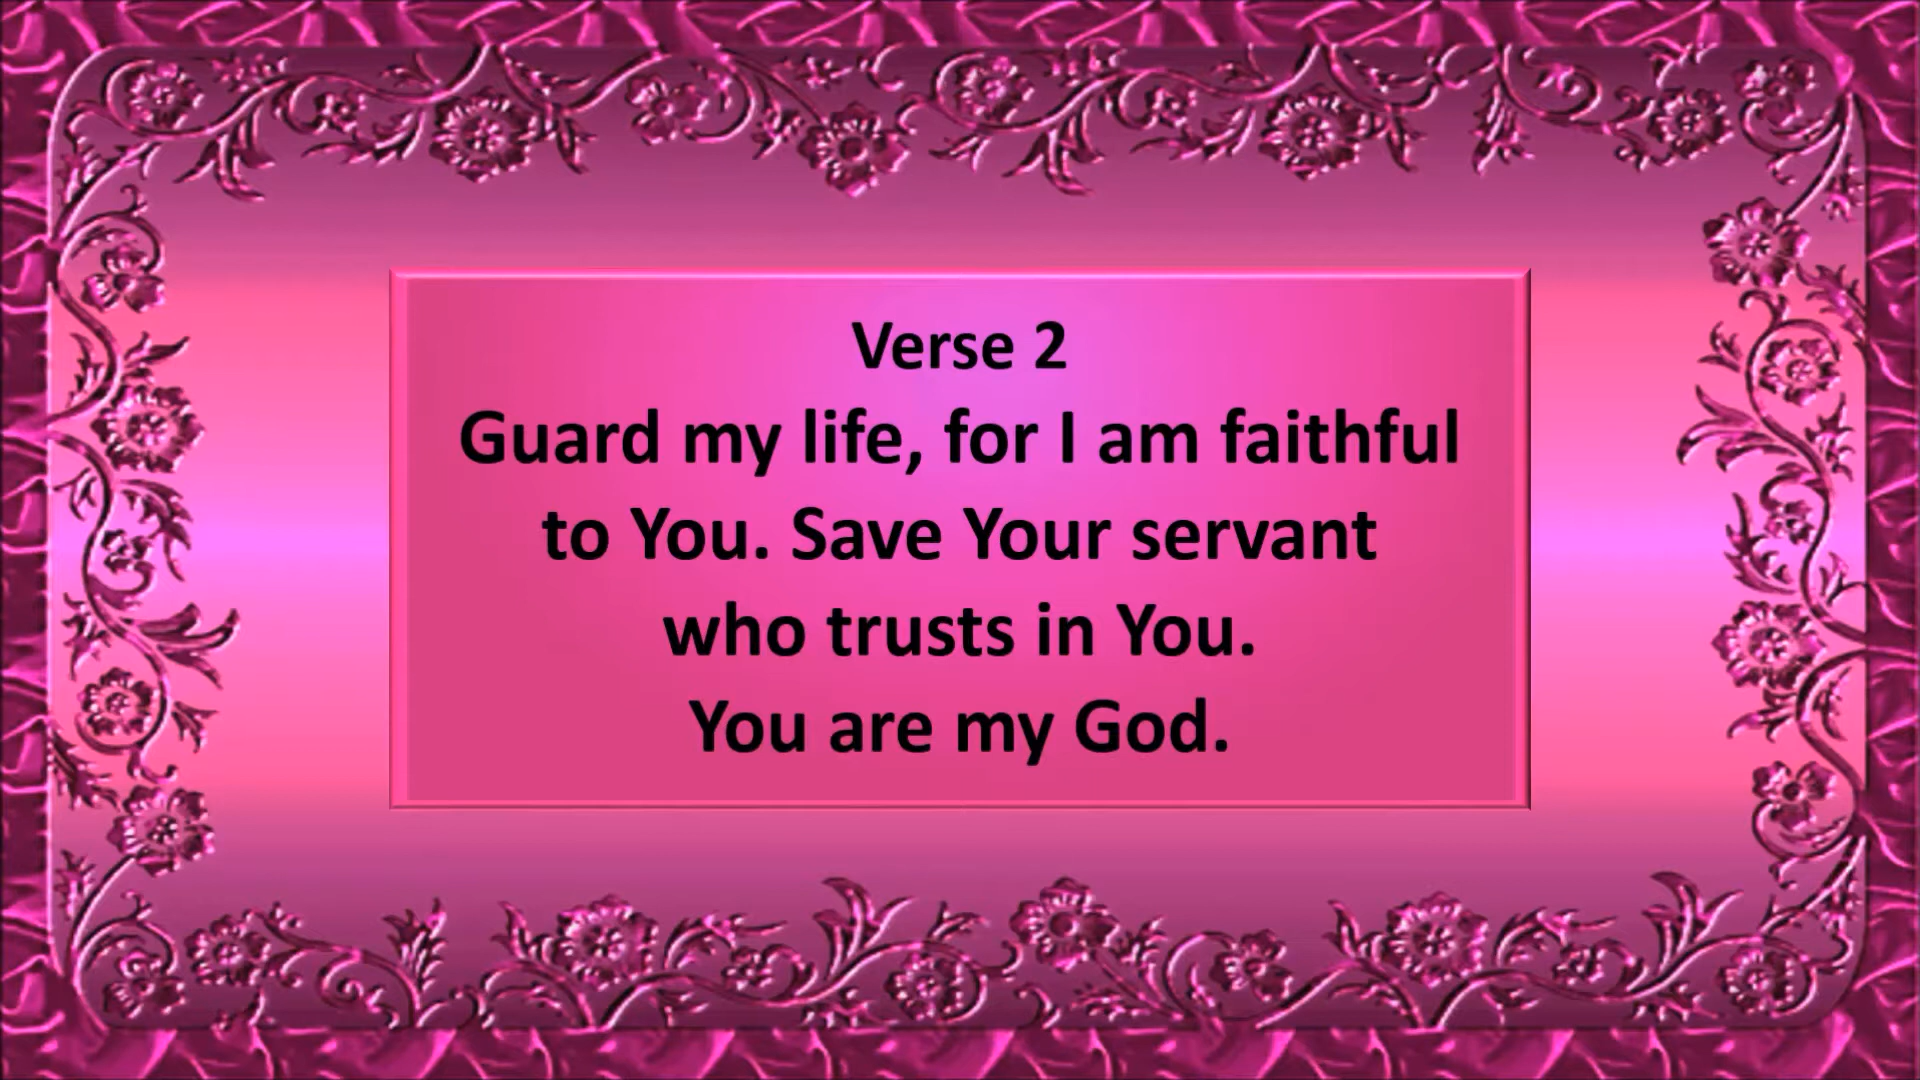 Verse 2
Guard my life, for I am faithful
to You. Save Your servant
who trusts in You.
You are my God.